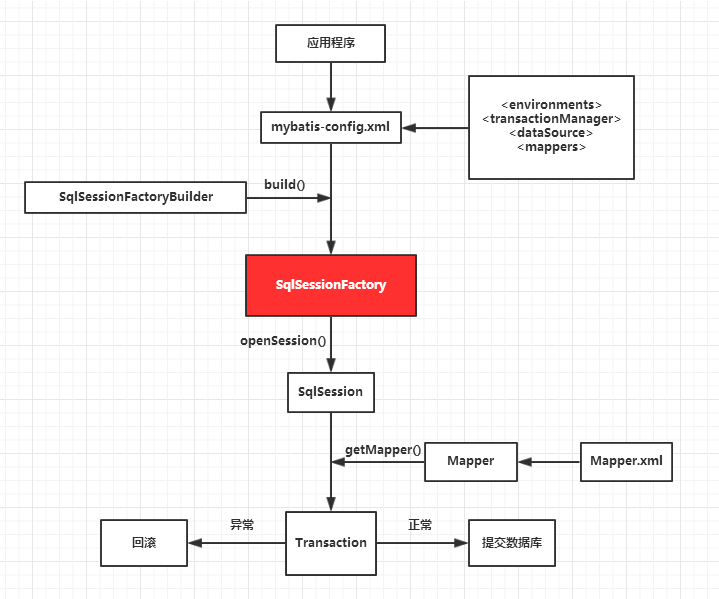 应用程序
mybatis-config.xml
<environments>
<transactionManager>
<dataSource>
<mappers>
build()
SqlSessionFactoryBuilder
SqlSessionFactory
openSession()
SqlSession
getMapper()
Mapper
Mapper.xml
异常
正常
回滚
Transaction
提交数据库